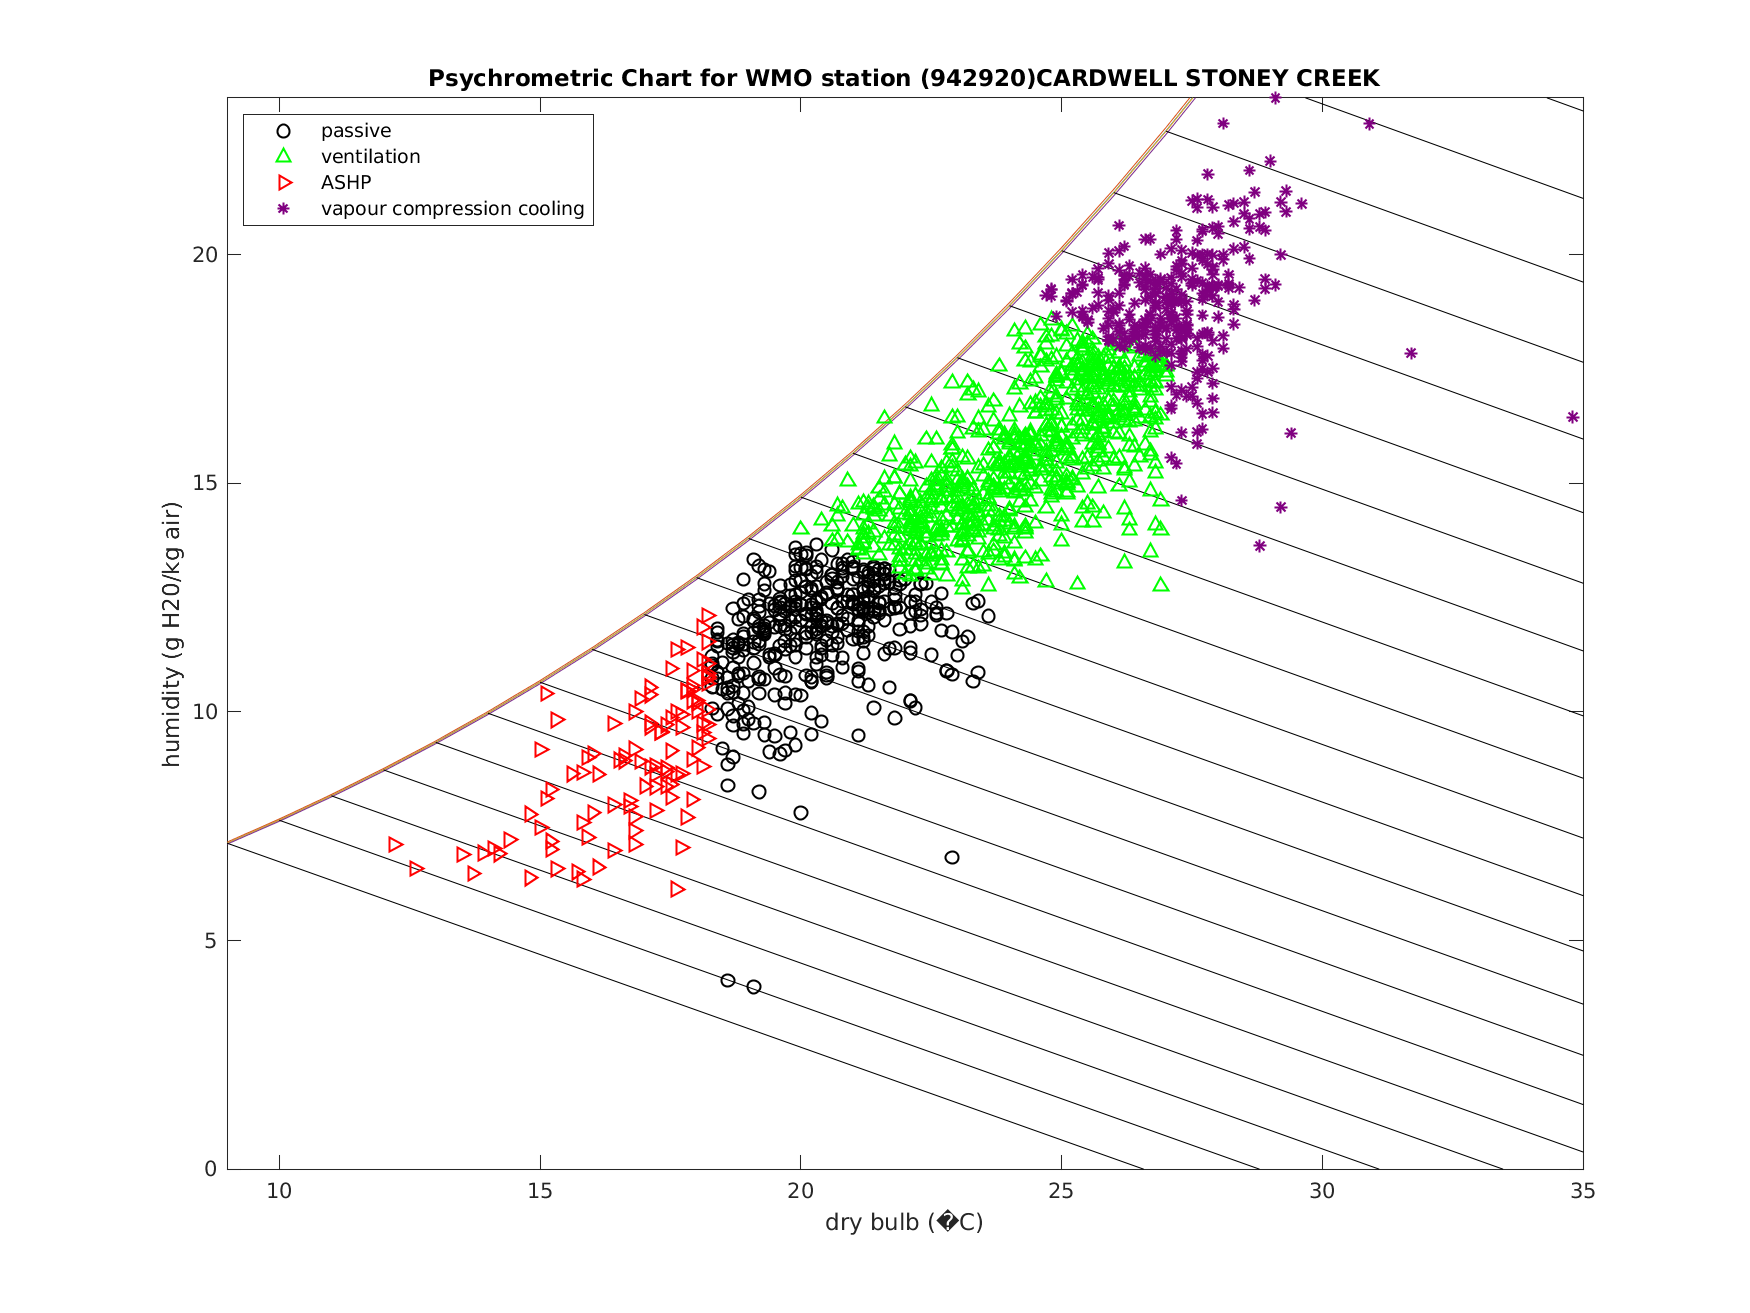 Psychrometric Chart for WMO station (942920)CARDWELL STONEY CREEK
passive
ventilation
ASHP
vapour compression cooling
humidity (g H20/kg air)
20
15
10
5
0
10 15 20 25 30 35
dry bulb (�C)